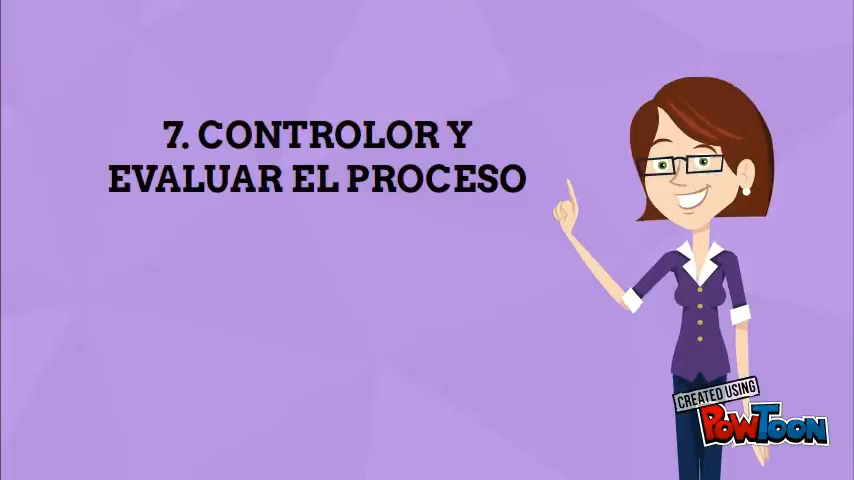 7. CONTROLOR Y
EVALUAR EL PROCESO
CREATED USING
POWTOON